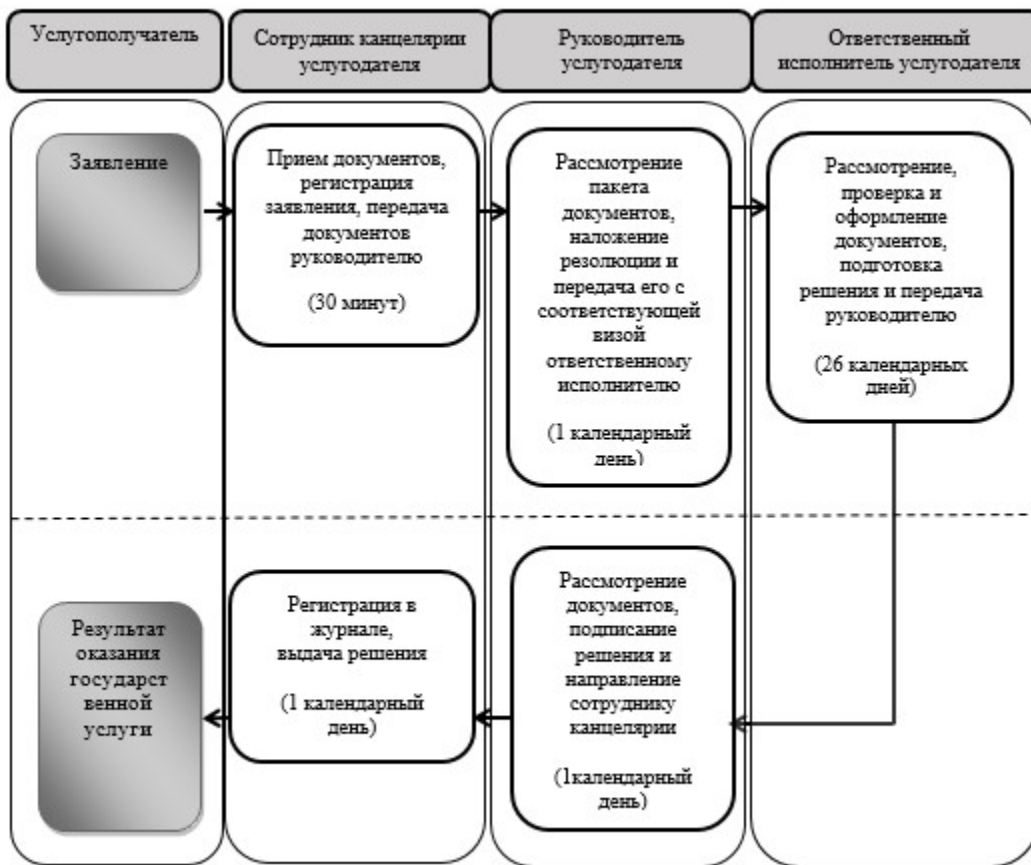 Услугополучатель
Сотрудник канцелярии
услугодателя
Руководитель
услугодателя
Ответственный
исполнитель услугодателя
Заявление
Прием документов,
регистрация
заявления, передача
документов
руководителю
(30 минут)
Рассмотрение
пакета
документов,
наложение
резолюции и
передача его с
соответствующей
визой
ответственному
исполнителю
(1 календарный
день)
Рассмотрение,
проверка и
оформление
документов,
подготовка
решения и передача
руководителю
(26 календарных
дней)
Результат
оказания
государст
венной
услуги
Регистрация в
журнале,
выдача решения
(1 календарный
день)
Рассмотрение
документов,
подписание
решения и
направление
сотруднику
канцелярии
(1календарный
день)